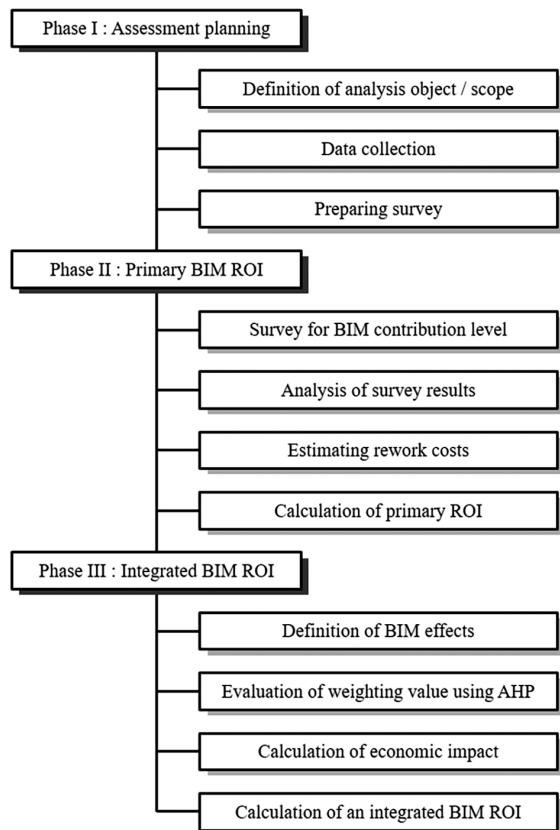 Phase I : Assessment planning
Definition of analysis object / scope
Data collection
Preparing survey
Phase II : Primary BIM ROI
Survey for BIM contribution level
Analysis of survey results
Estimating rework costs
Calculation of primary ROI
Phase III : Integrated BIM ROI
Definition of BIM effects
Evaluation of weighting value using AHP
Calculation of economic impact
Calculation of an integrated BIM ROI